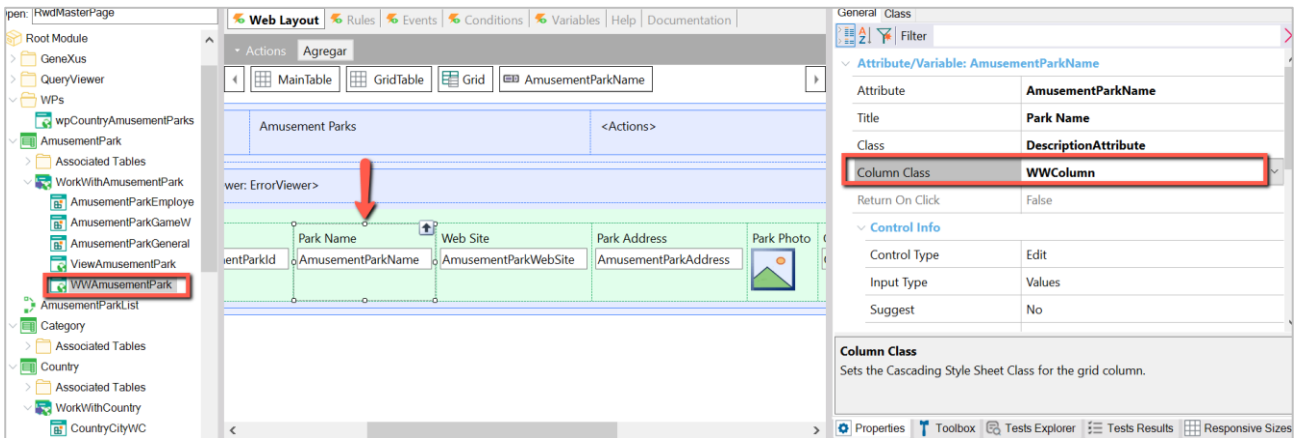 Open: RwdMasterPage
Root Module
GeneXus
QueryViewer
WPs
wpCountryAmusementParks
AmusementPark
Associated Tables
WorkWithAmusementPark
AmusementParkEmploye
AmusementParkGameW
AmusementParkGeneral
ViewAmusementPark
WWAmusementPark
AmusementParkList
Category
Associated Tables
Country
Associated Tables
WorkWithCountry
CountryCityWC
Web Layout Rules Events Conditions Variables Help Documentation
Actions Agregar
MainTable GridTable Grid AmusementParkName
Amusement Parks <Actions>
wer: ErrorViewer>
Park Name Web Site Park Address Park Photo
entParkId AmusementParkName AmusementParkWebSite AmusementParkAddress
General Class
Filter
Attribute/Variable: AmusementParkName
Attribute AmusementParkName
Title Park Name
Class DescriptionAttribute
Column Class WWColumn
Return On Click False
Control Info
Control Type Edit
Input Type Values
Suggest No
Column Class
Sets the Cascading Style Sheet Class for the grid column.
Properties Toolbox Tests Explorer Tests Results Responsive Sizes